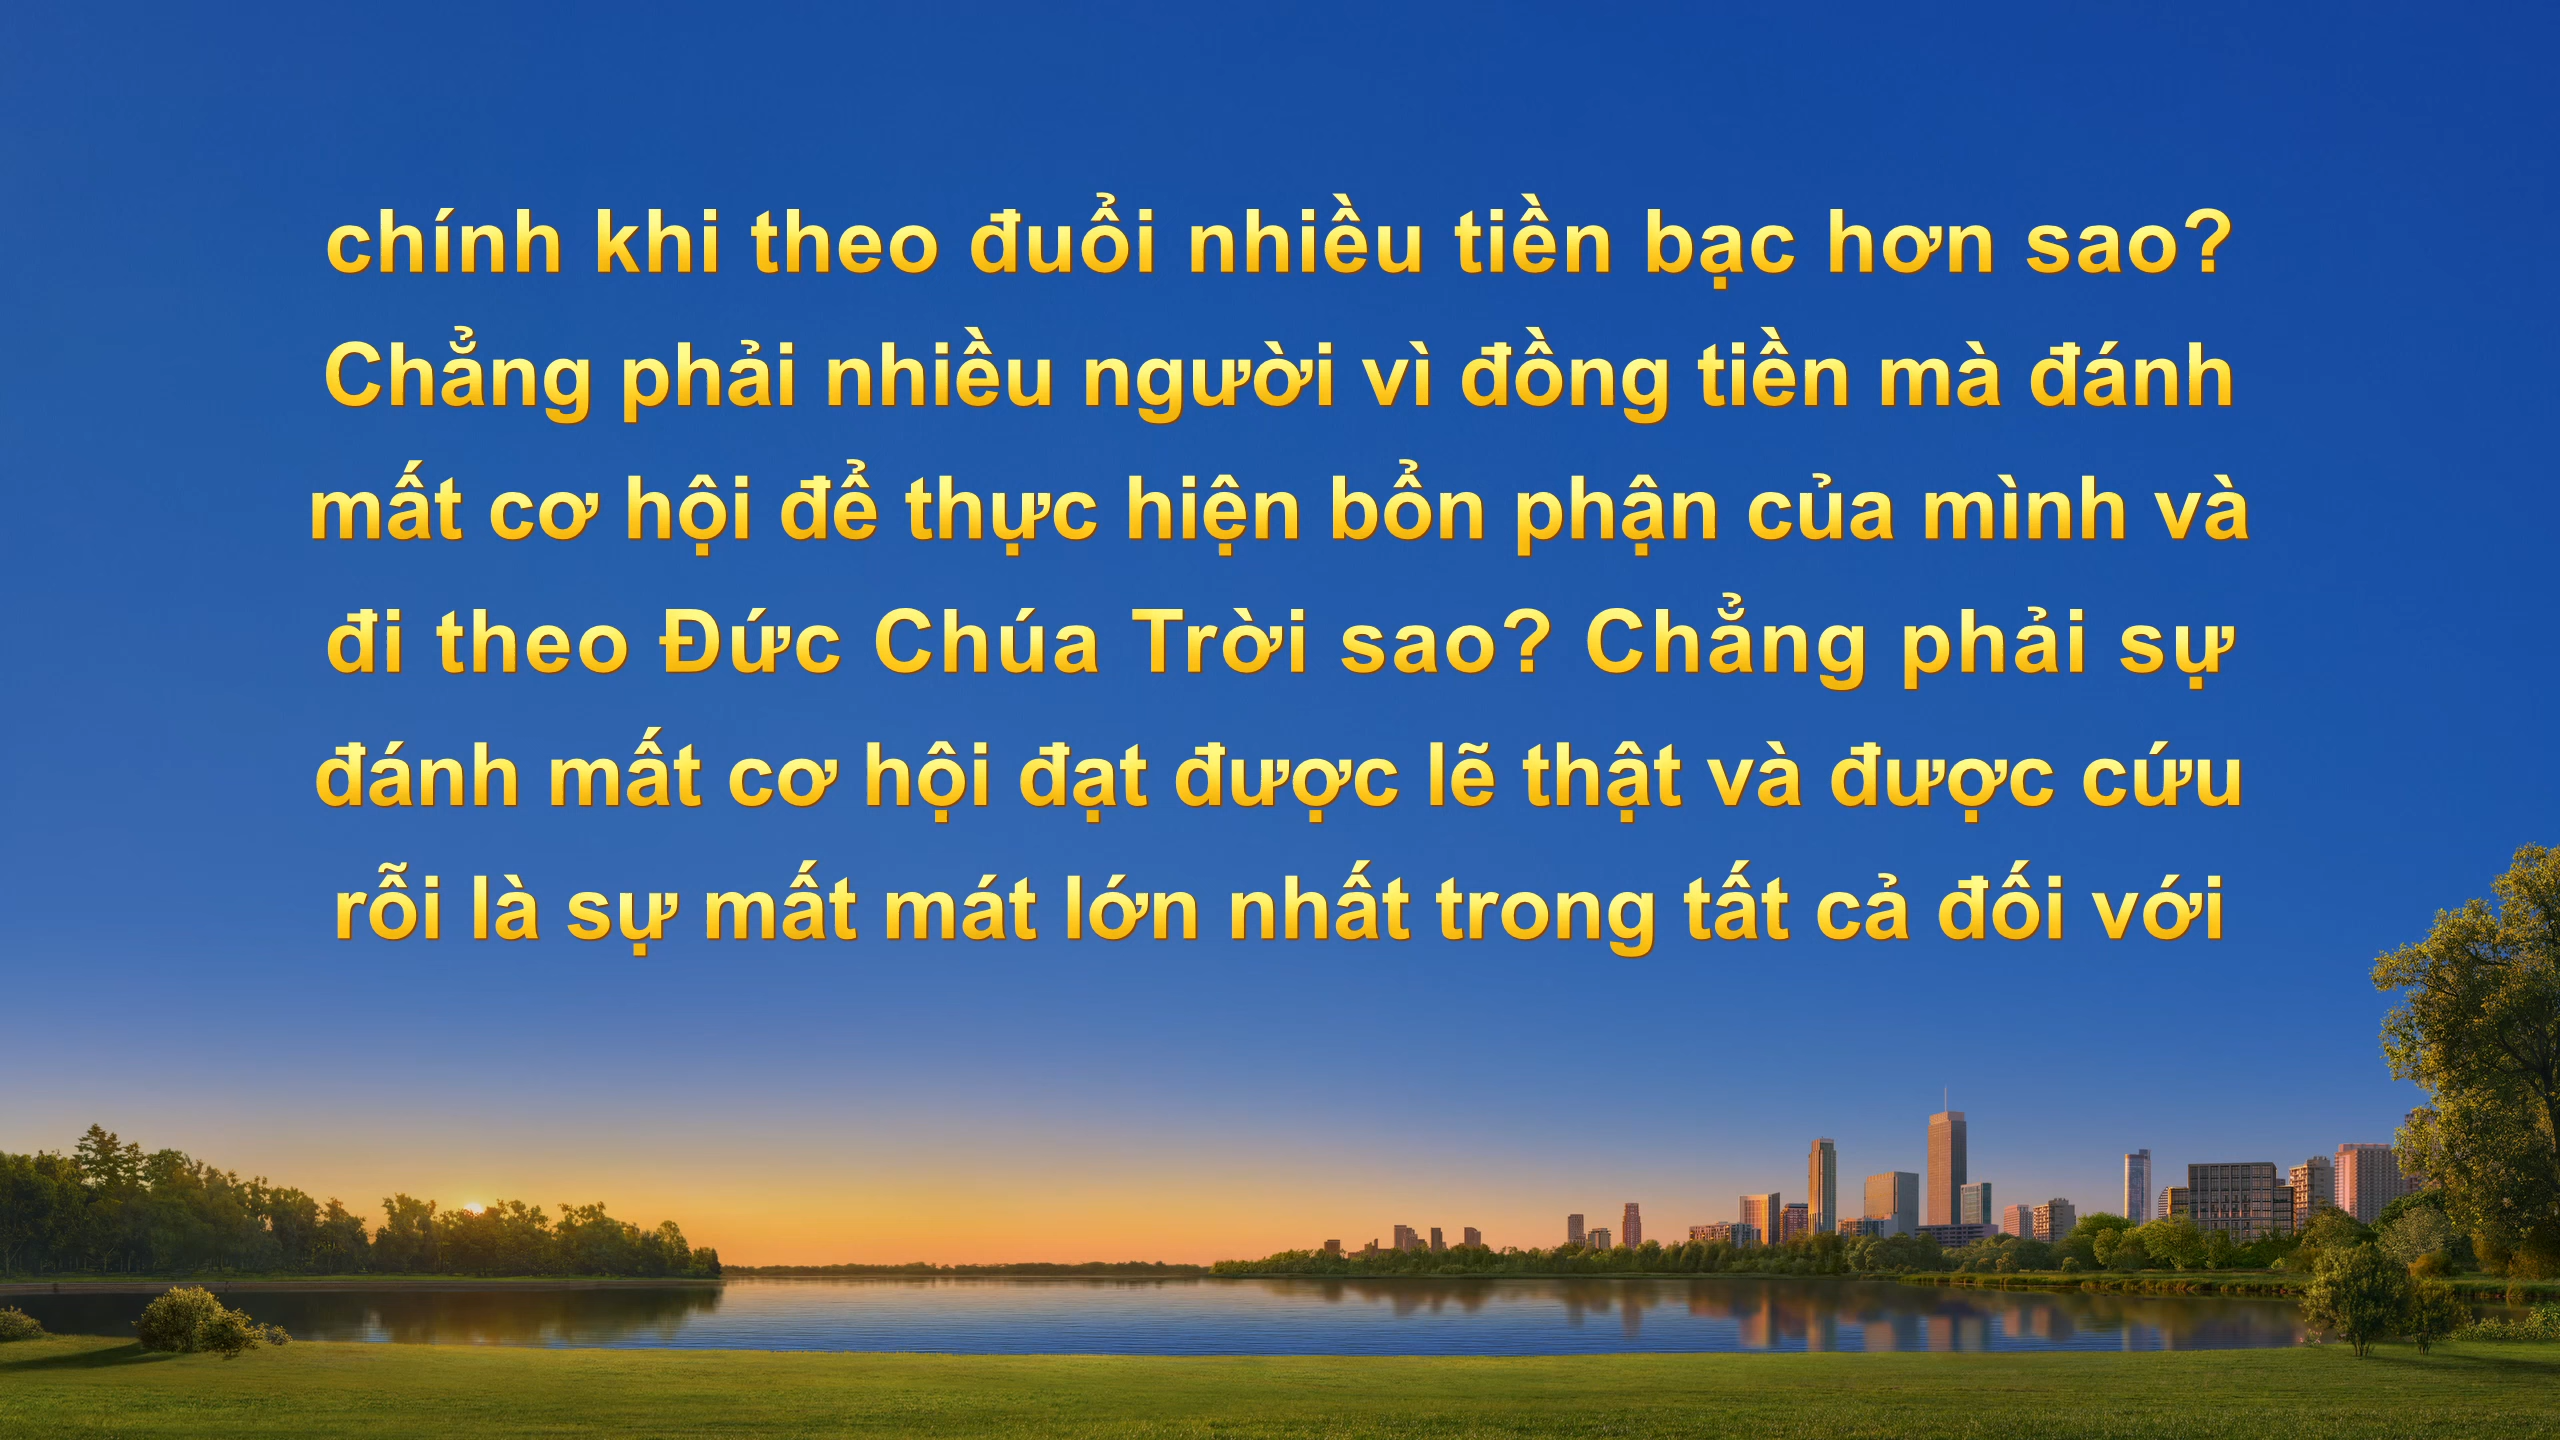 chính khi theo đuổi nhiều tiền bạc hơn sao?
Chẳng phải nhiều người vì đồng tiền mà đánh
mất cơ hội để thực hiện bổn phận của mình và
đi theo Đức Chúa Trời sao? Chẳng phải sự
đánh mất cơ hội đạt được lẽ thật và được cứu
rỗi là sự mất mát lớn nhất trong tất cả đối với